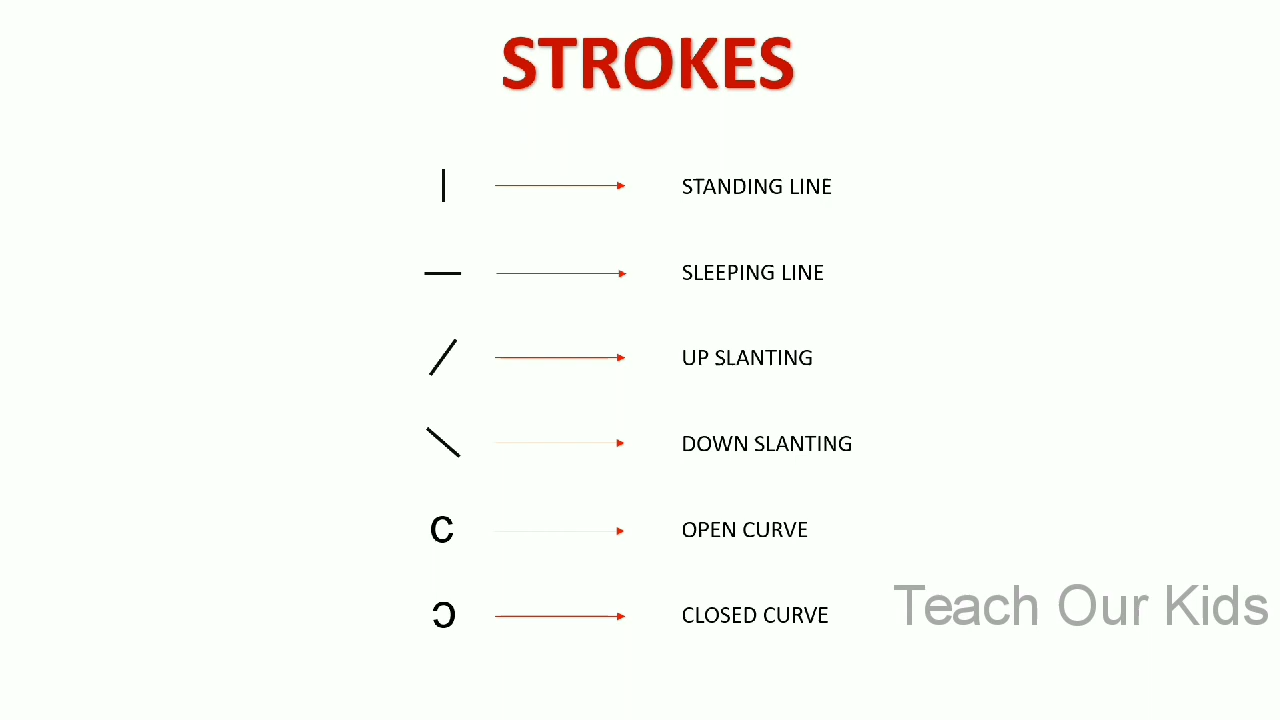 STROKES
| STANDING LINE
— SLEEPING LINE
/ UP SLANTING
\ DOWN SLANTING
C OPEN CURVE
Ɔ CLOSED CURVE
Teach Our Kids